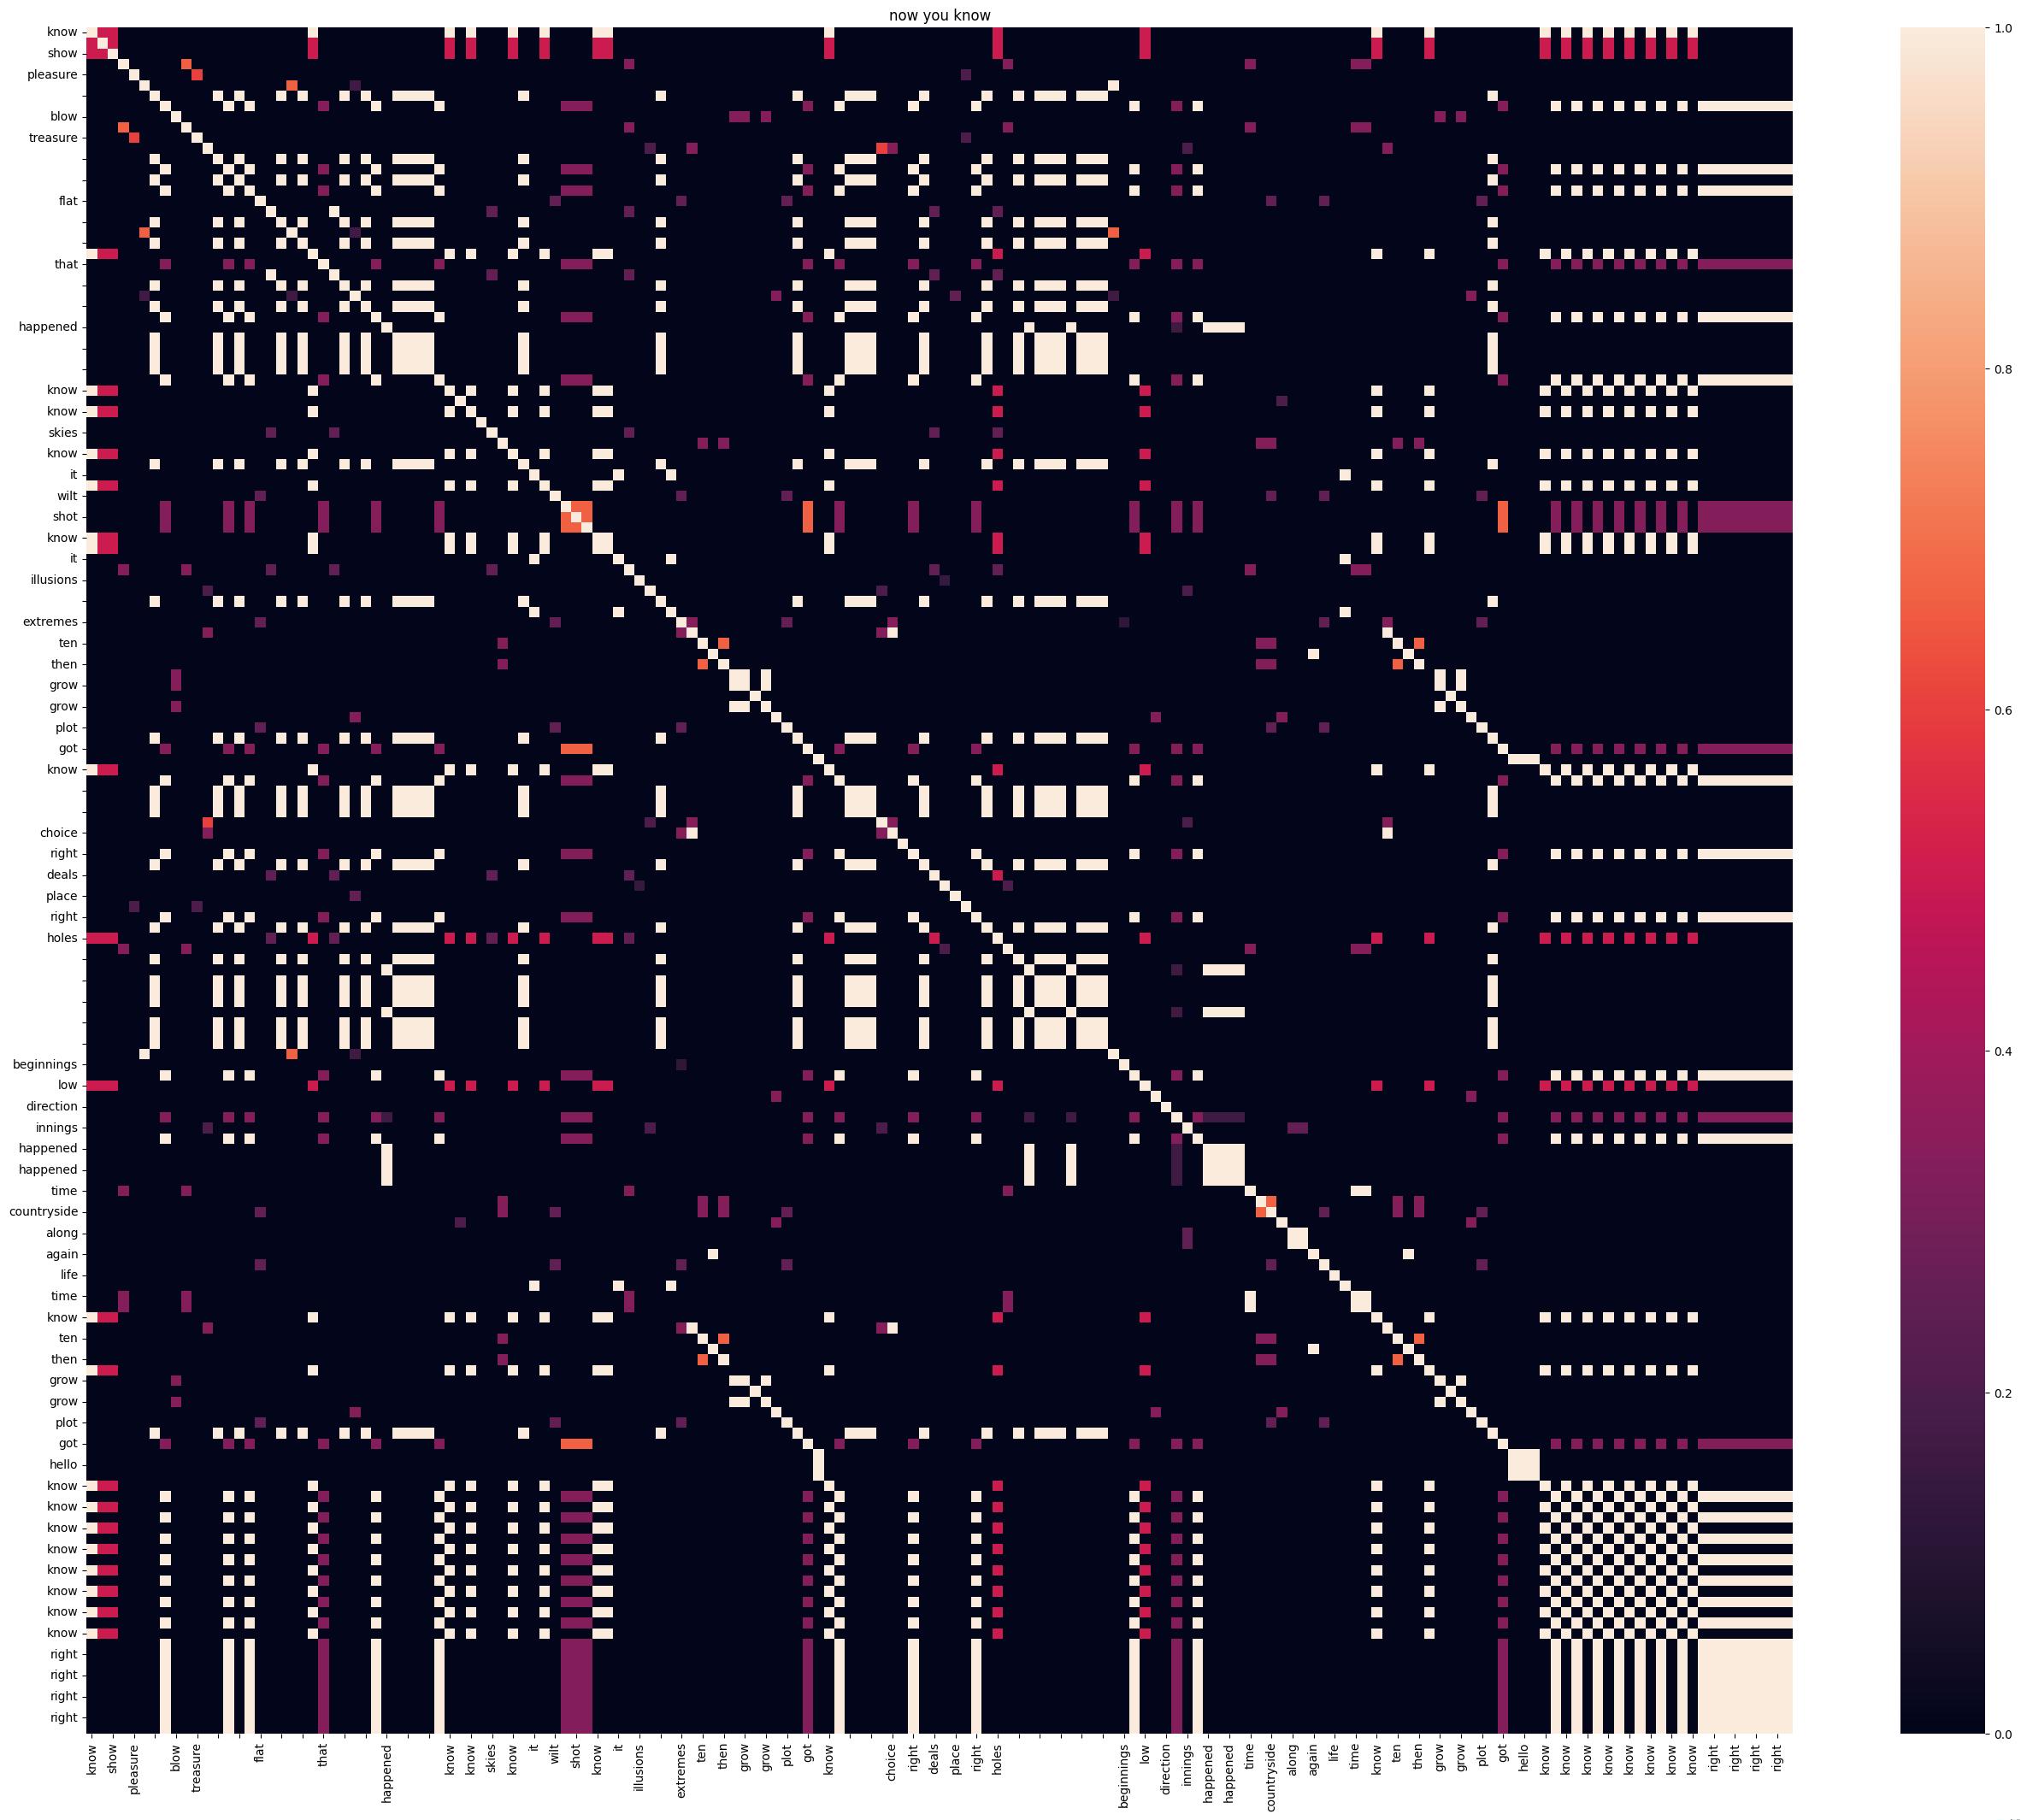 now you know
know
show
pleasure
blow
treasure
flat
that
happened
know
know
skies
know
it
wilt
shot
know
it
illusions
extremes
ten
then
grow
grow
plot
got
know
choice
right
deals
place
right
holes
beginnings
low
direction
innings
happened
happened
time
countryside
along
again
life
time
know
ten
then
grow
grow
plot
got
hello
know
know
know
know
know
know
know
know
right
right
right
right
know
show
pleasure
blow
treasure
flat
that
happened
know
know
skies
know
it
wilt
shot
know
it
illusions
extremes
ten
then
grow
grow
plot
got
know
choice
right
deals
place
right
holes
beginnings
low
direction
innings
happened
happened
time
countryside
along
again
life
time
know
ten
then
grow
grow
plot
got
hello
know
know
know
know
know
know
know
know
right
right
right
right
1.0
0.8
0.6
0.4
0.2
0.0